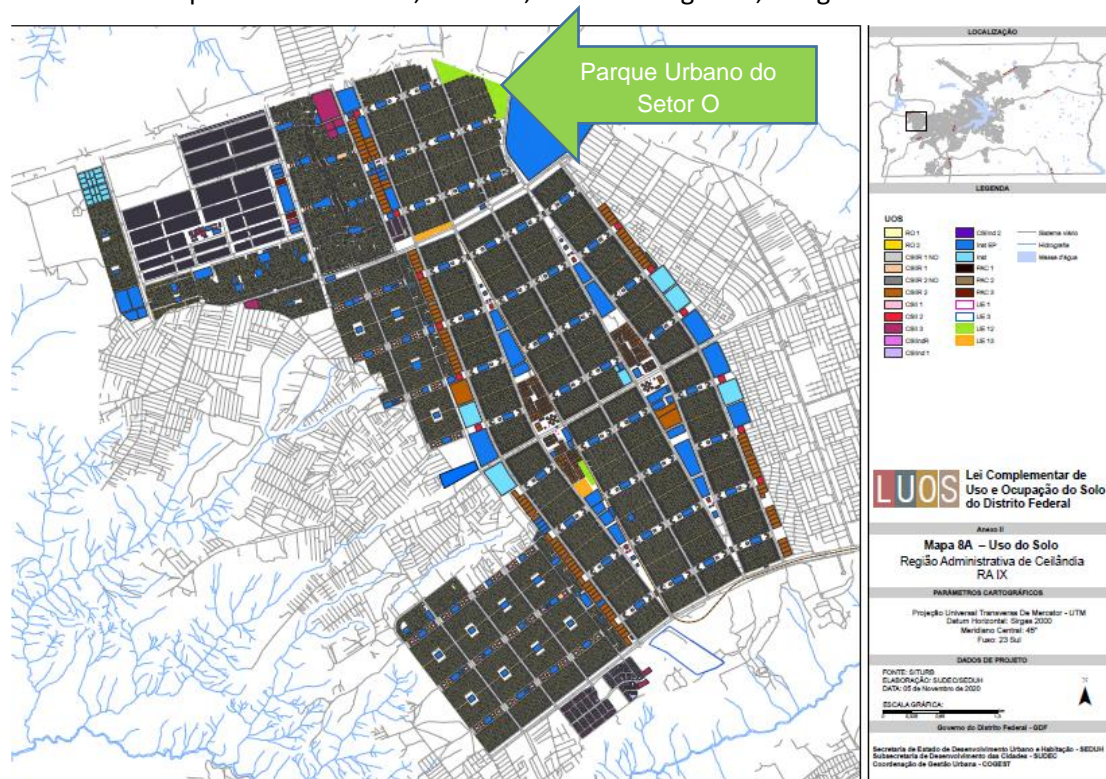 Parque Urbano do
Setor O
LOCALIZAÇÃO
LEGENDA
UOS
RO 1
RO 2
CSIIR 1 NO
CSIIR 1
CSIIR 2 NO
CSIIR 2
CSII 1
CSII 2
CSII 3
CSIIndR
CSIInd 1
CSIInd 2
Inst EP
Inst
PAC 1
PAC 2
PAC 3
UE 1
UE 3
UE 12
UE 13
Sistema viário
Hidrografia
Massa d'água
LUOS
Lei Complementar de
Uso e Ocupação do Solo
do Distrito Federal
Anexo II
Mapa 8A – Uso do Solo
Região Administrativa de Ceilândia
RA IX
PARÂMETROS CARTOGRÁFICOS
Projeção Universal Transversa De Mercator - UTM
Datum Horizontal: Sirgas 2000
Meridiano Central: 45°
Fuso: 23 Sul
DADOS DE PROJETO
FONTE: SITURB
ELABORAÇÃO: SUDEC/SEDUH
DATA: 05 de Novembro de 2020
ESCALA GRÁFICA:
Governo do Distrito Federal - GDF
Secretaria de Estado de Desenvolvimento Urbano e Habitação - SEDUH
Subsecretaria de Desenvolvimento das Cidades - SUDEC
Coordenação de Gestão Urbana - COGEST